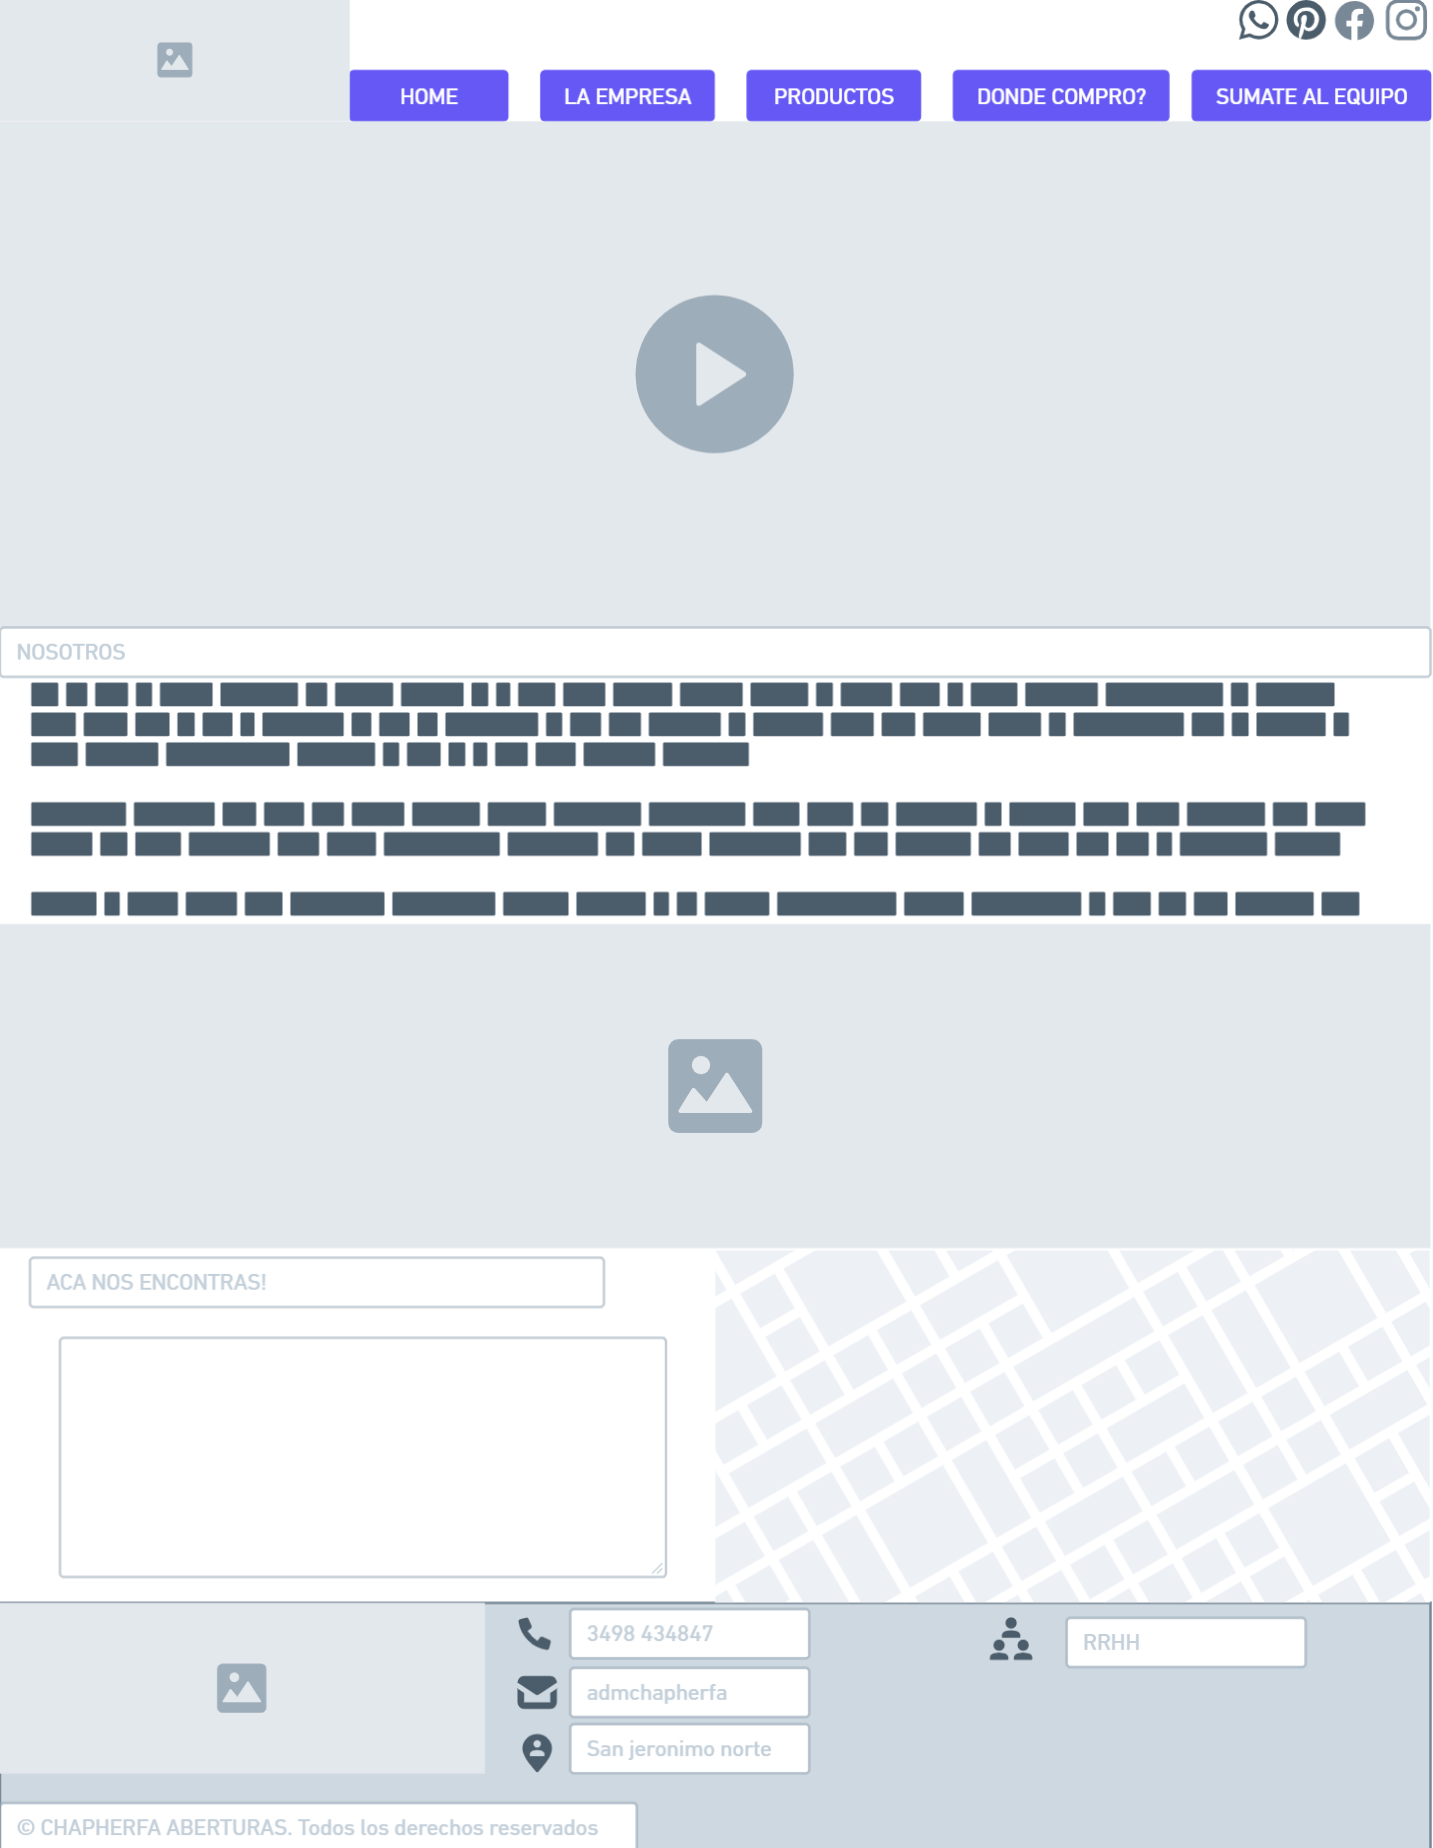 HOME
LA EMPRESA
PRODUCTOS
DONDE COMPRO?
SUMATE AL EQUIPO
NOSOTROS
ACA NOS ENCONTRAS!
3498 434847
RRHH
admchapherfa
San jeronimo norte
© CHAPHERFA ABERTURAS. Todos los derechos reservados